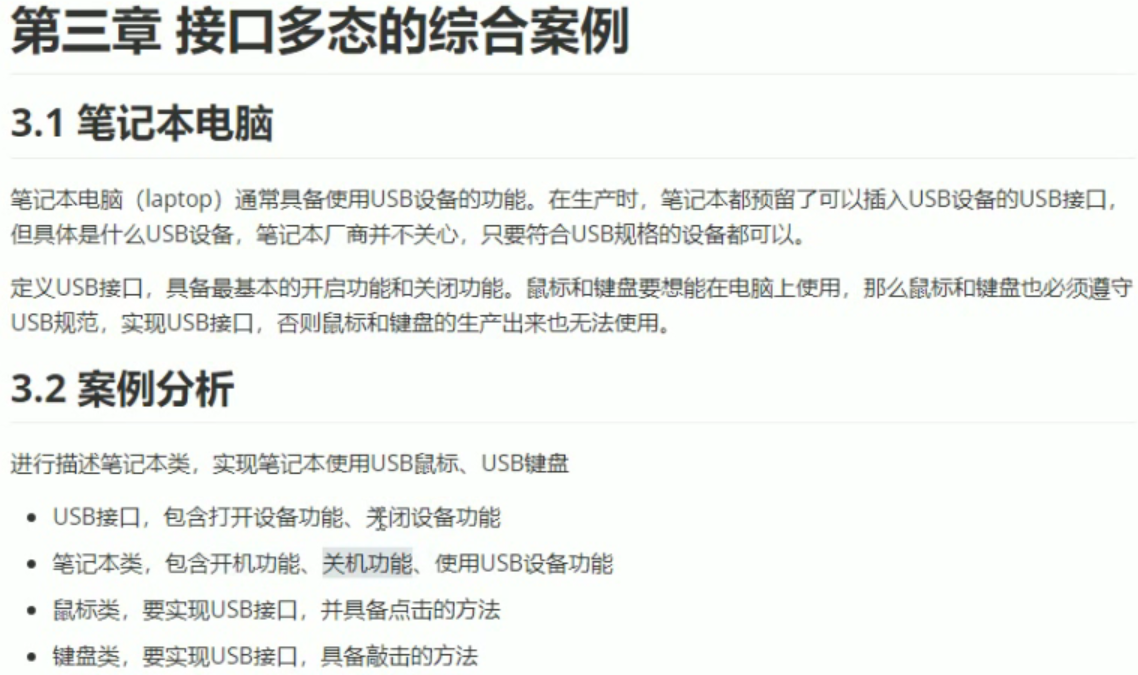 第三章 接口多态的综合案例
3.1 笔记本电脑
笔记本电脑（laptop）通常具备使用USB设备的功能。在生产时，笔记本都预留了可以插入USB设备的USB接口，
但具体是什么USB设备，笔记本厂商并不关心，只要符合USB规格的设备都可以。
定义USB接口，具备最基本的开启功能和关闭功能。鼠标和键盘要想能在电脑上使用，那么鼠标和键盘也必须遵守
USB规范，实现USB接口，否则鼠标和键盘的生产出来也无法使用。
3.2 案例分析
进行描述笔记本类，实现笔记本使用USB鼠标、USB键盘
• USB接口，包含打开设备功能、关闭设备功能
• 笔记本类，包含开机功能、关机功能、使用USB设备功能
• 鼠标类，要实现USB接口，并具备点击的方法
• 键盘类，要实现USB接口，具备敲击的方法